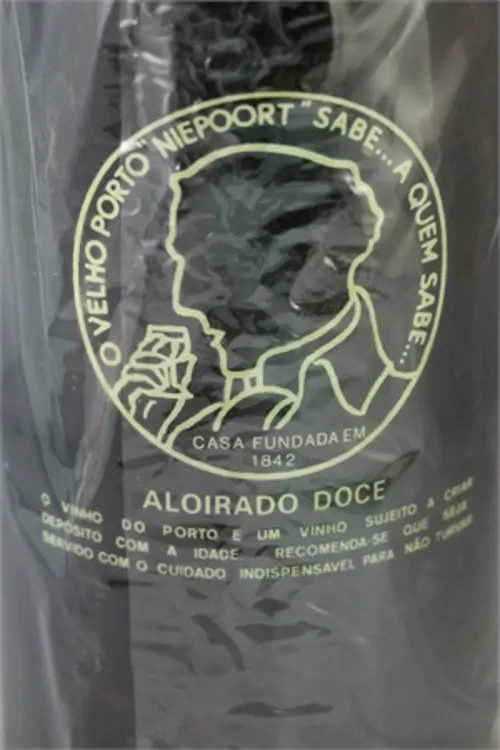 O VELHO PORTO "NIEPOORT" SABE... A QUEM SABE...
CASA FUNDADA EM
1842
ALOIRADO DOCE
O VINHO DO PORTO É UM VINHO SUJEITO A CRIAR
DEPÓSITO COM A IDADE RECOMENDA-SE QUE SEJA
SERVIDO COM O CUIDADO INDISPENSÁVEL PARA NÃO TURVAR